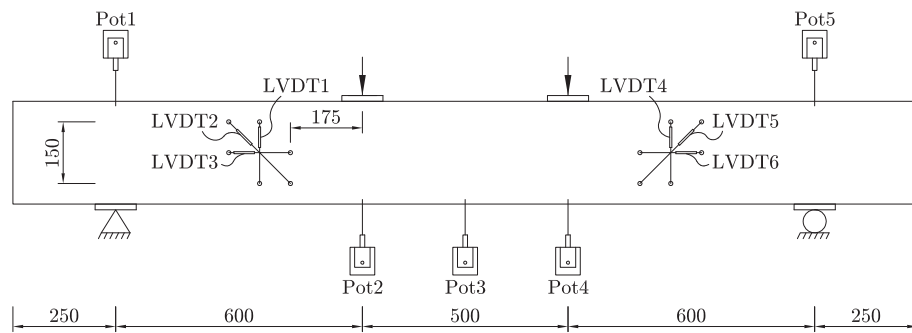 Pot1
Pot5
LVDT1
LVDT4
175
LVDT2
LVDT5
150
LVDT3
LVDT6
Pot2
Pot3
Pot4
250
600
500
600
250